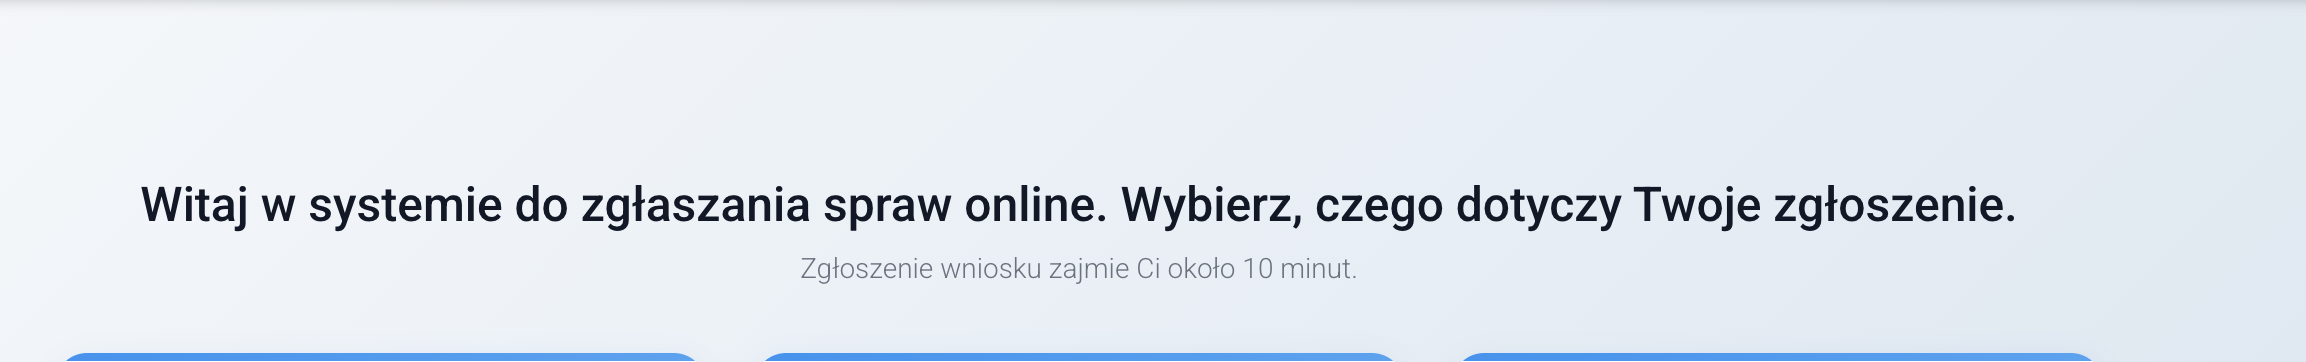 Witaj w systemie do zgłaszania spraw online. Wybierz, czego dotyczy Twoje zgłoszenie.
Zgłoszenie wniosku zajmie Ci około 10 minut.